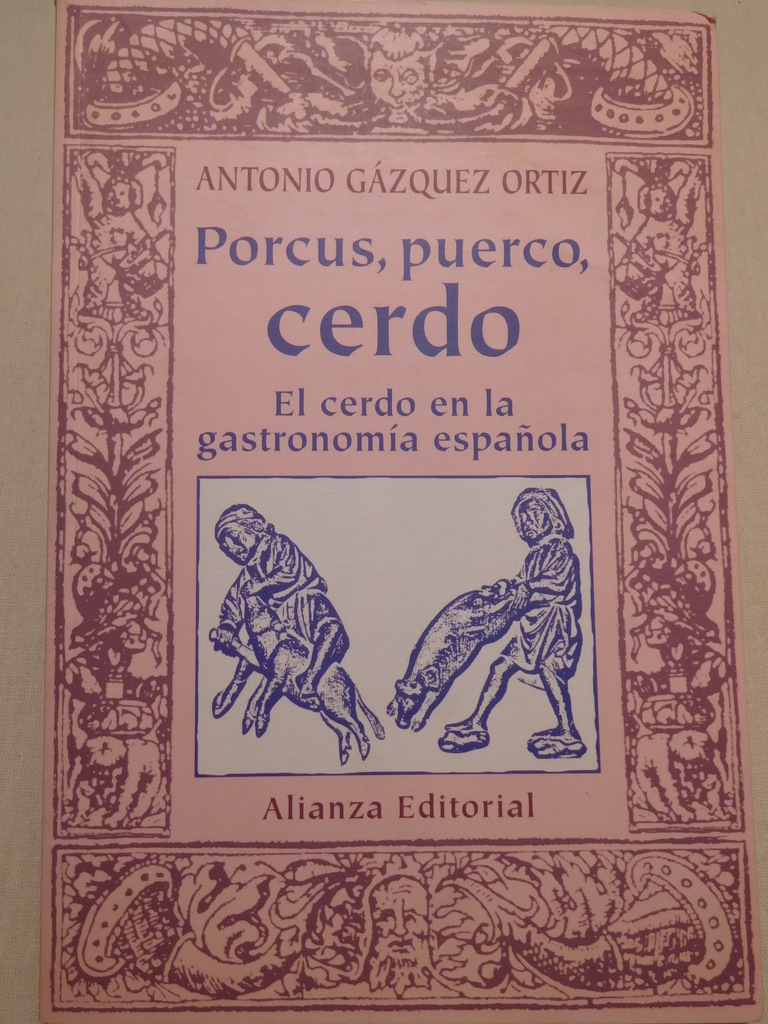 ANTONIO GÁZQUEZ ORTIZ
Porcus, puerco,
cerdo
El cerdo en la
gastronomía española
Alianza Editorial